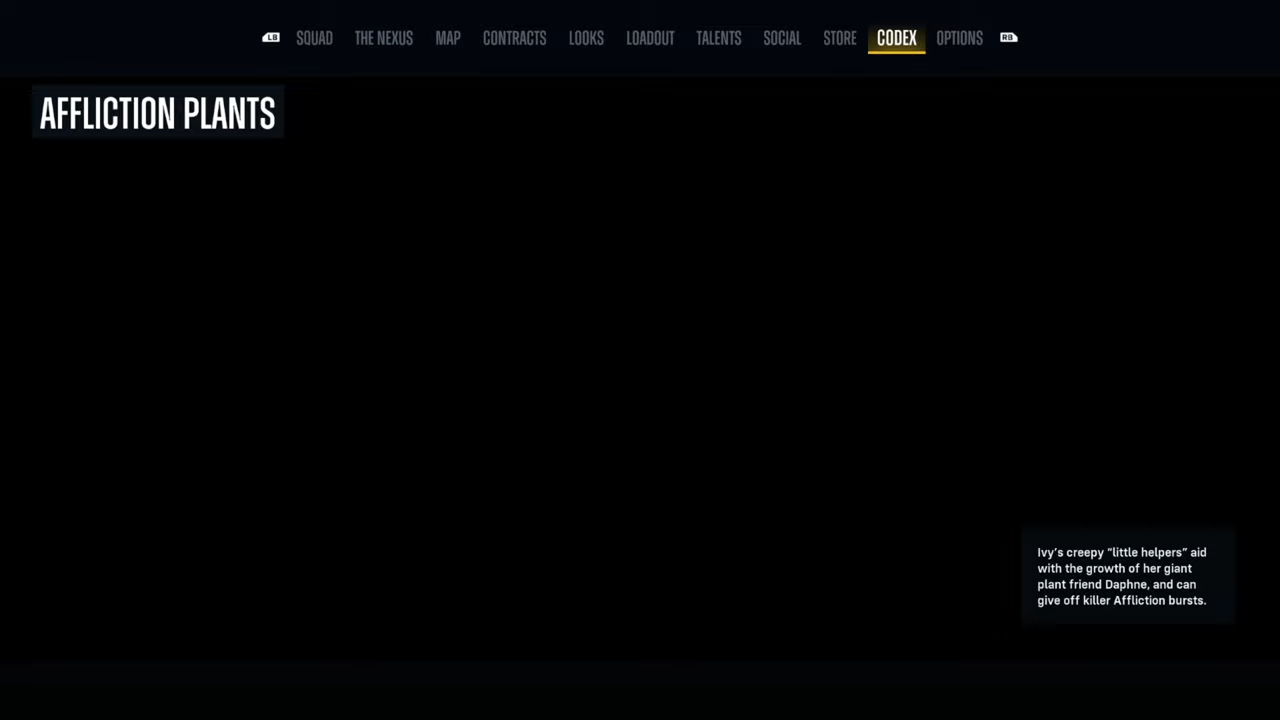 LB SQUAD THE NEXUS MAP CONTRACTS LOOKS LOADOUT TALENTS SOCIAL STORE CODEX OPTIONS RB
AFFLICTION PLANTS
Ivy's creepy “little helpers” aid
with the growth of her giant
plant friend Daphne, and can
give off killer Affliction bursts.